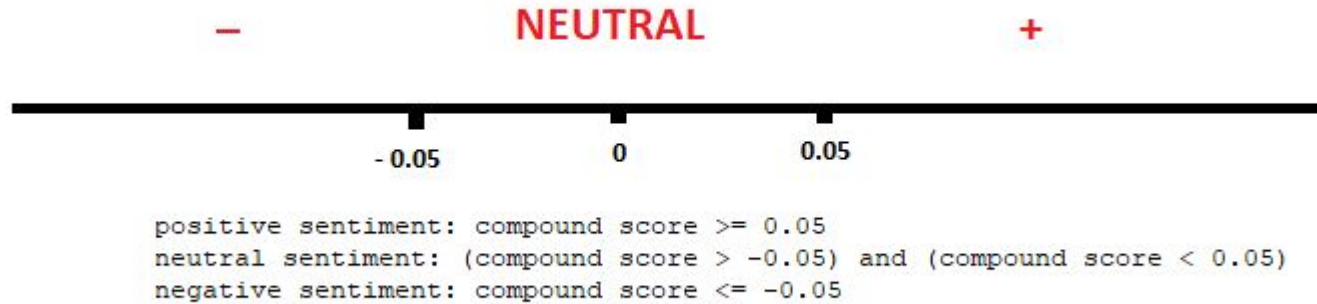 – NEUTRAL +
- 0.05 0 0.05
positive sentiment: compound score >= 0.05
neutral sentiment: (compound score > -0.05) and (compound score < 0.05)
negative sentiment: compound score <= -0.05